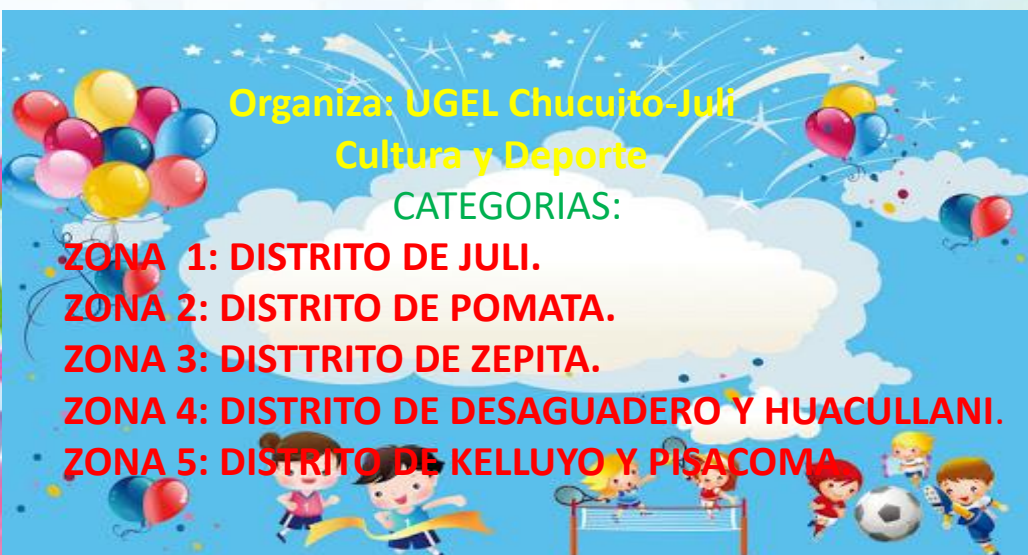 Organiza: UGEL Chucuito-Juli
Cultura y Deporte
CATEGORIAS:
ZONA 1: DISTRITO DE JULI.
ZONA 2: DISTRITO DE POMATA.
ZONA 3: DISTTRITO DE ZEPITA.
ZONA 4: DISTRITO DE DESAGUADERO Y HUACULLANI.
ZONA 5: DISTRITO DE KELLUYO Y PISACOMA.